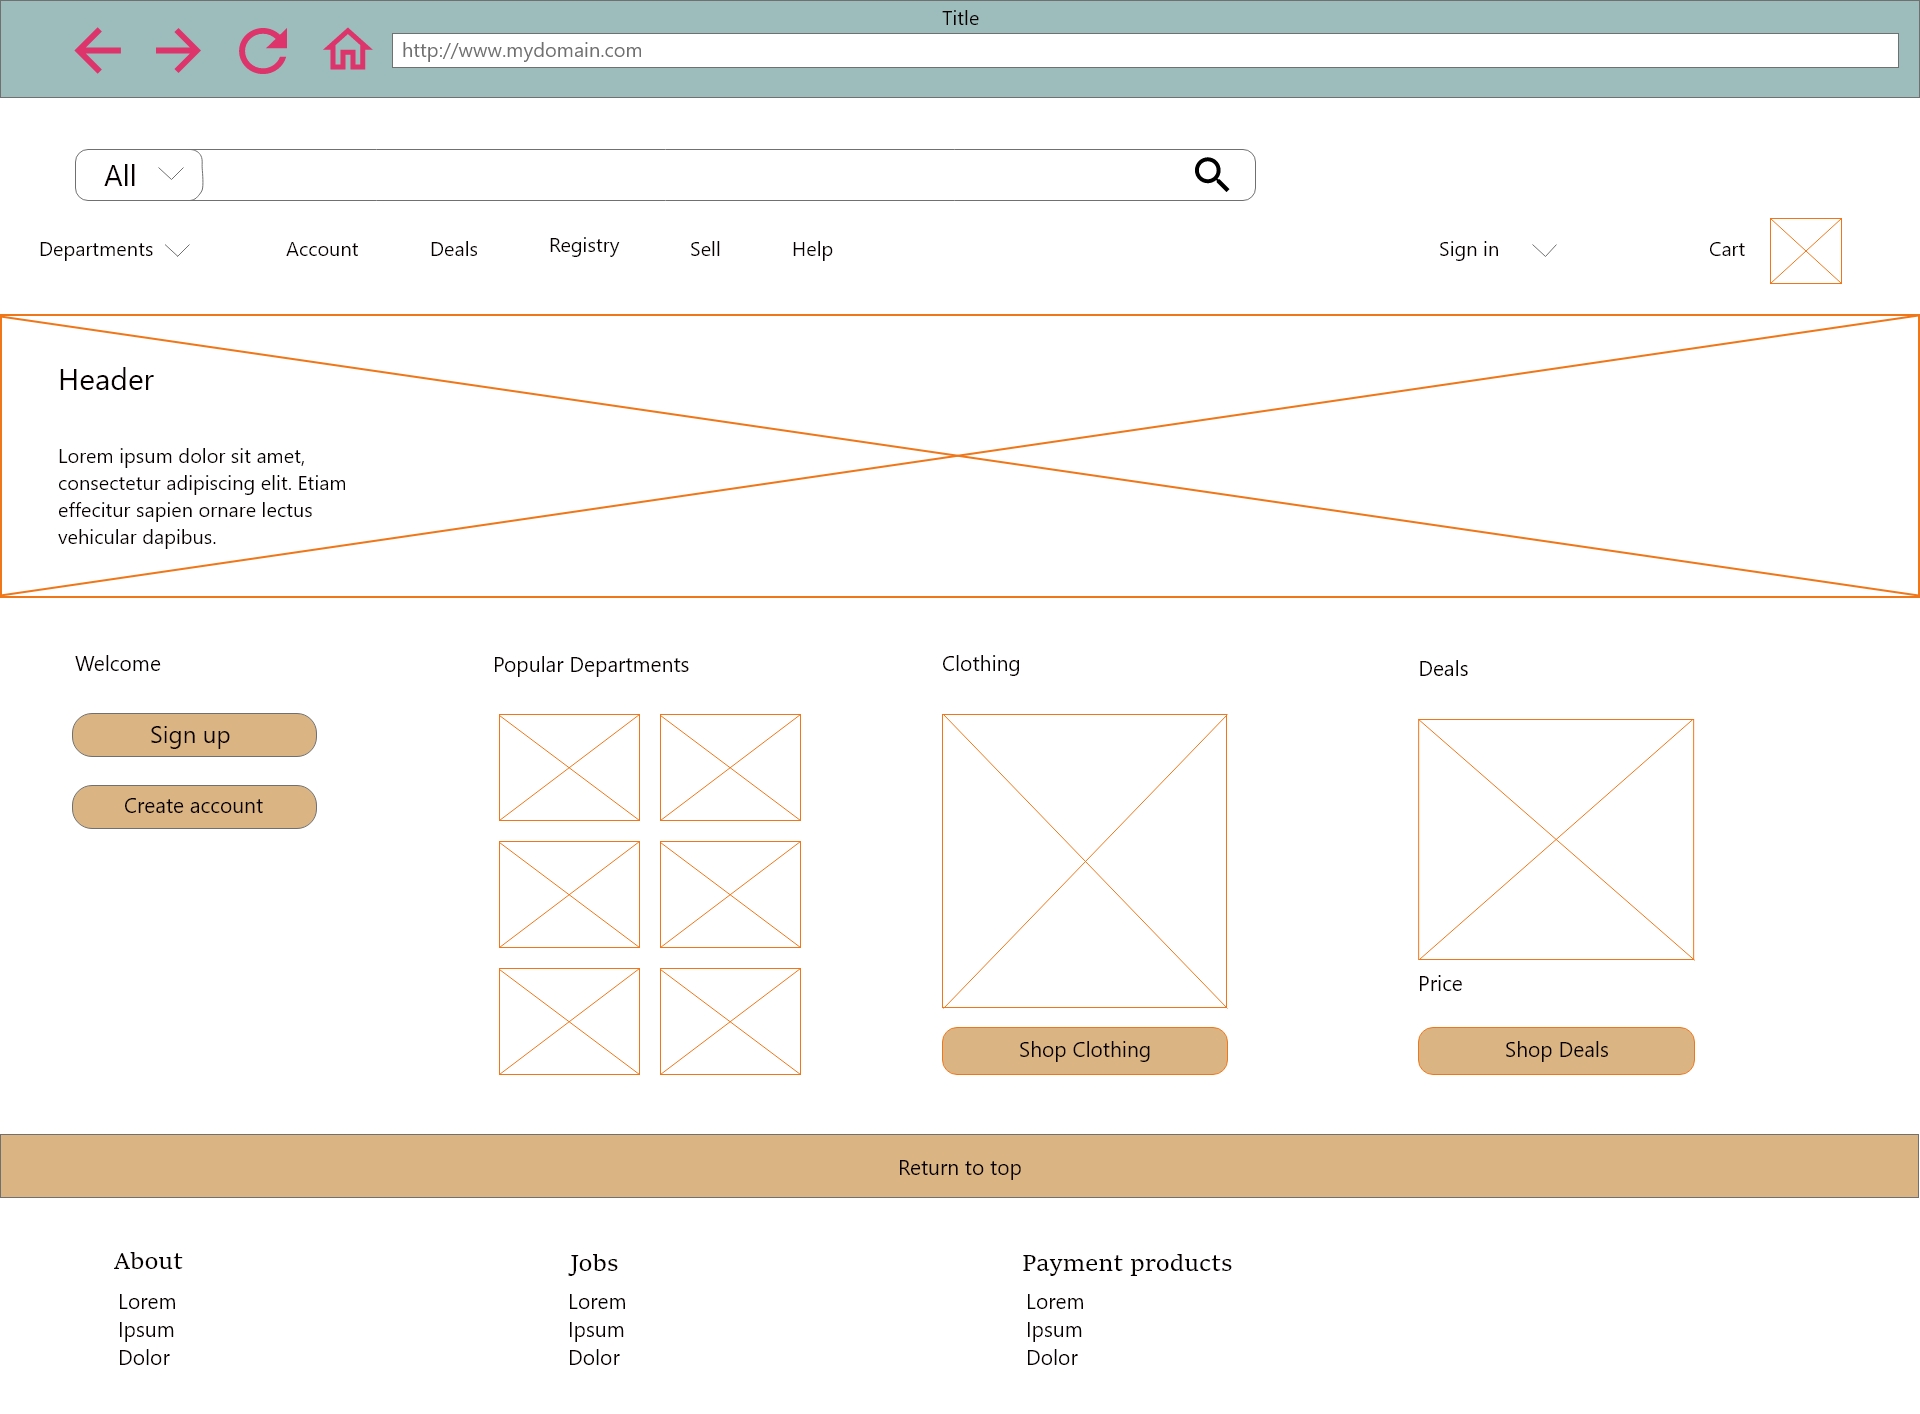 Title
http://www.mydomain.com
All
Departments
Account
Deals
Registry
Sell
Help
Sign in
Cart
Header
Lorem ipsum dolor sit amet,
consectetur adipiscing elit. Etiam
effecitur sapien ornare lectus
vehicular dapibus.
Welcome
Sign up
Create account
Popular Departments
Clothing
Shop Clothing
Deals
Price
Shop Deals
Return to top
About
Lorem
Ipsum
Dolor
Jobs
Lorem
Ipsum
Dolor
Payment products
Lorem
Ipsum
Dolor